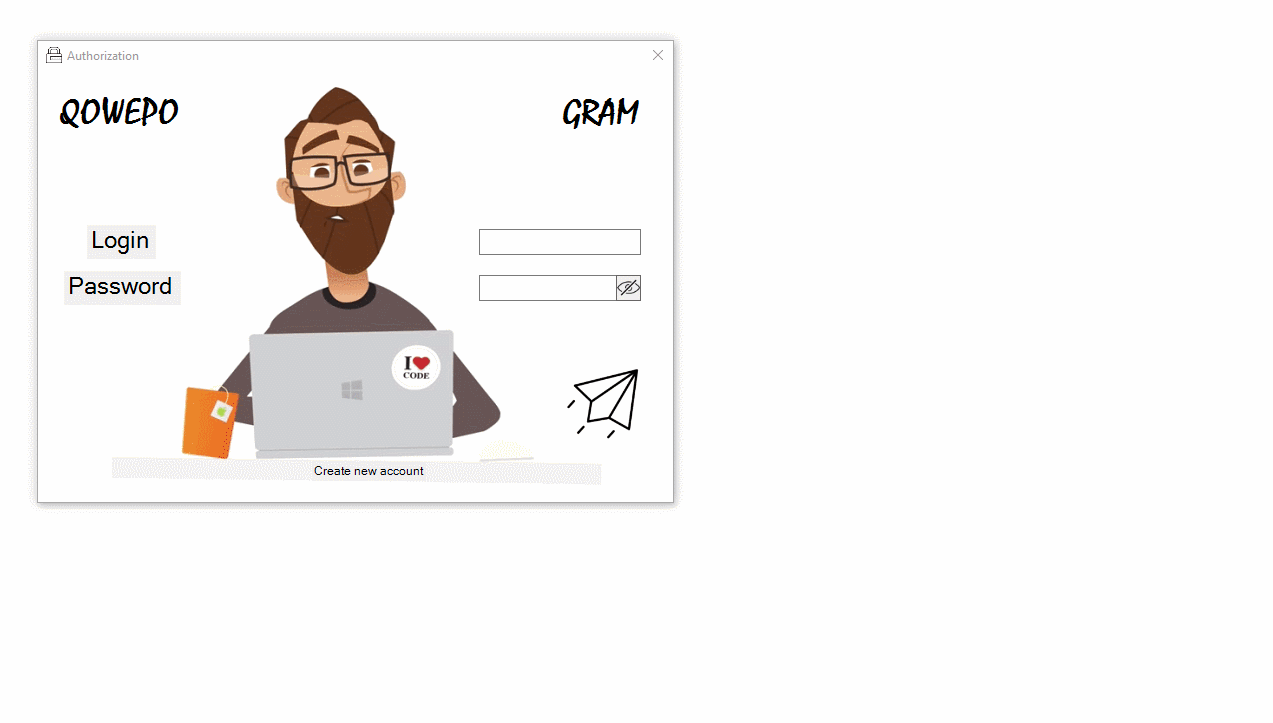 Authorization
QOWEPO GRAM
Login
Password
I
CODE
Create new account